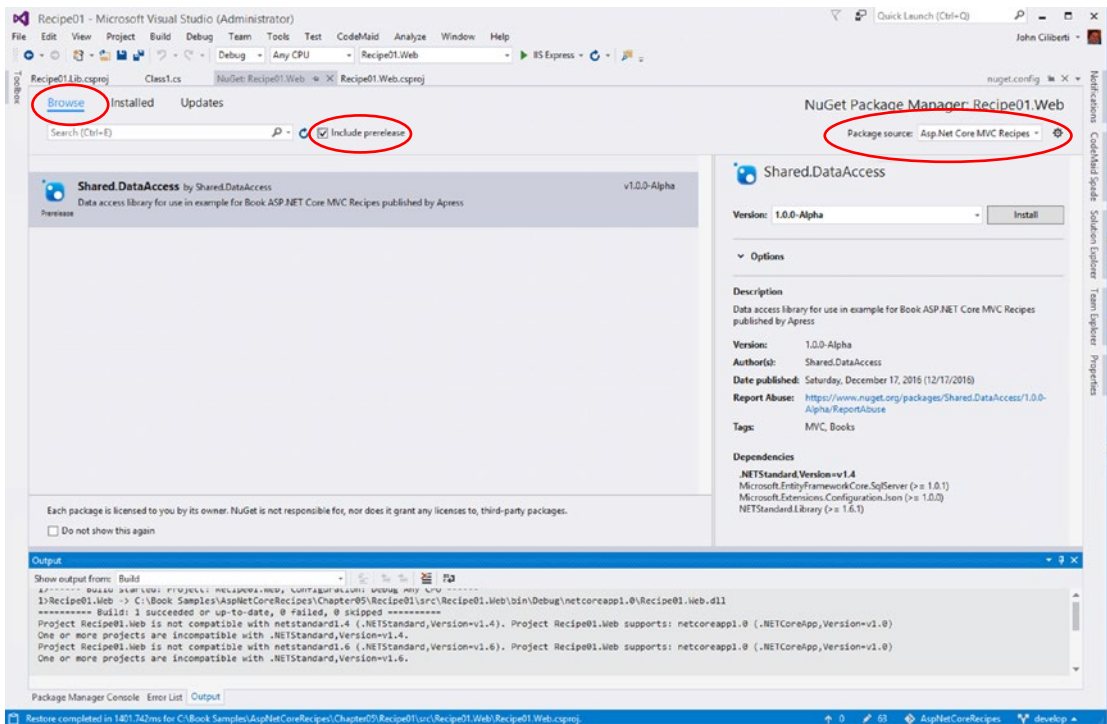 Recipe01 - Microsoft Visual Studio (Administrator)
Quick Launch (Ctrl+Q)
File Edit View Project Build Debug Team Tools Test CodeMaid Analyze Window Help
John Ciliberti
Debug Any CPU Recipe01.Web IIS Express
Toolbox
Recipe01.Lib.csproj Class1.cs NuGet: Recipe01.Web Recipe01.Web.csproj nuget.config
Browse Installed Updates
NuGet Package Manager: Recipe01.Web
Search (Ctrl+E)
Include prerelease
Package source: Asp.Net Core MVC Recipes
Shared.DataAccess by Shared.DataAccess v1.0.0-Alpha
Data access library for use in example for Book ASP.NET Core MVC Recipes published by Apress
Prerelease
Each package is licensed to you by its owner. NuGet is not responsible for, nor does it grant any licenses to, third-party packages.
Do not show this again
Shared.DataAccess
Version: 1.0.0-Alpha Install
Options
Description
Data access library for use in example for Book ASP.NET Core MVC Recipes
published by Apress
Version: 1.0.0-Alpha
Author(s): Shared.DataAccess
Date published: Saturday, December 17, 2016 (12/17/2016)
Report Abuse: https://www.nuget.org/packages/Shared.DataAccess/1.0.0-
Alpha/ReportAbuse
Tags: MVC, Books
Dependencies
.NETStandard,Version=v1.4
Microsoft.EntityFrameworkCore.SqlServer (>= 1.0.1)
Microsoft.Extensions.Configuration.Json (>= 1.0.0)
NETStandard.Library (>= 1.6.1)
Notifications
CodeMaid Spade
Solution Explorer
Team Explorer
Properties
Output
Show output from: Build
1>------ Build started: Project: Recipe01.Web, Configuration: Debug Any CPU ------
1>Recipe01.Web -> C:\Book Samples\AspNetCoreRecipes\Chapter05\Recipe01\src\Recipe01.Web\bin\Debug\netcoreapp1.0\Recipe01.Web.dll
========== Build: 1 succeeded or up-to-date, 0 failed, 0 skipped ==========
Project Recipe01.Web is not compatible with netstandard1.4 (.NETStandard,Version=v1.4). Project Recipe01.Web supports: netcoreapp1.0 (.NETCoreApp,Version=v1.0)
One or more projects are incompatible with .NETStandard,Version=v1.4.
Project Recipe01.Web is not compatible with netstandard1.6 (.NETStandard,Version=v1.6). Project Recipe01.Web supports: netcoreapp1.0 (.NETCoreApp,Version=v1.0)
One or more projects are incompatible with .NETStandard,Version=v1.6.
Package Manager Console Error List Output
Restore completed in 1401.742ms for C:\Book Samples\AspNetCoreRecipes\Chapter05\Recipe01\src\Recipe01.Web\Recipe01.Web.csproj.
0 63 AspNetCoreRecipes develop